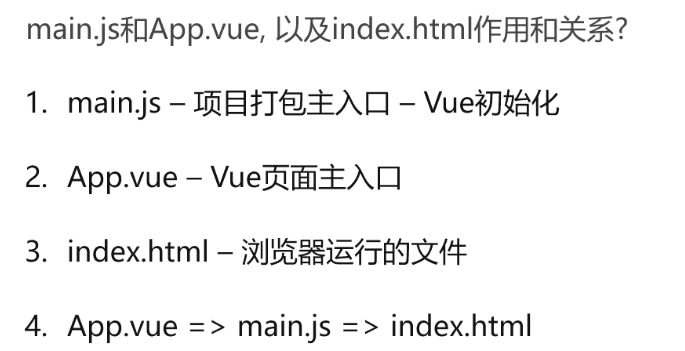 main.js和App.vue, 以及index.html作用和关系?
1. main.js – 项目打包主入口 – Vue初始化
2. App.vue – Vue页面主入口
3. index.html – 浏览器运行的文件
4. App.vue => main.js => index.html